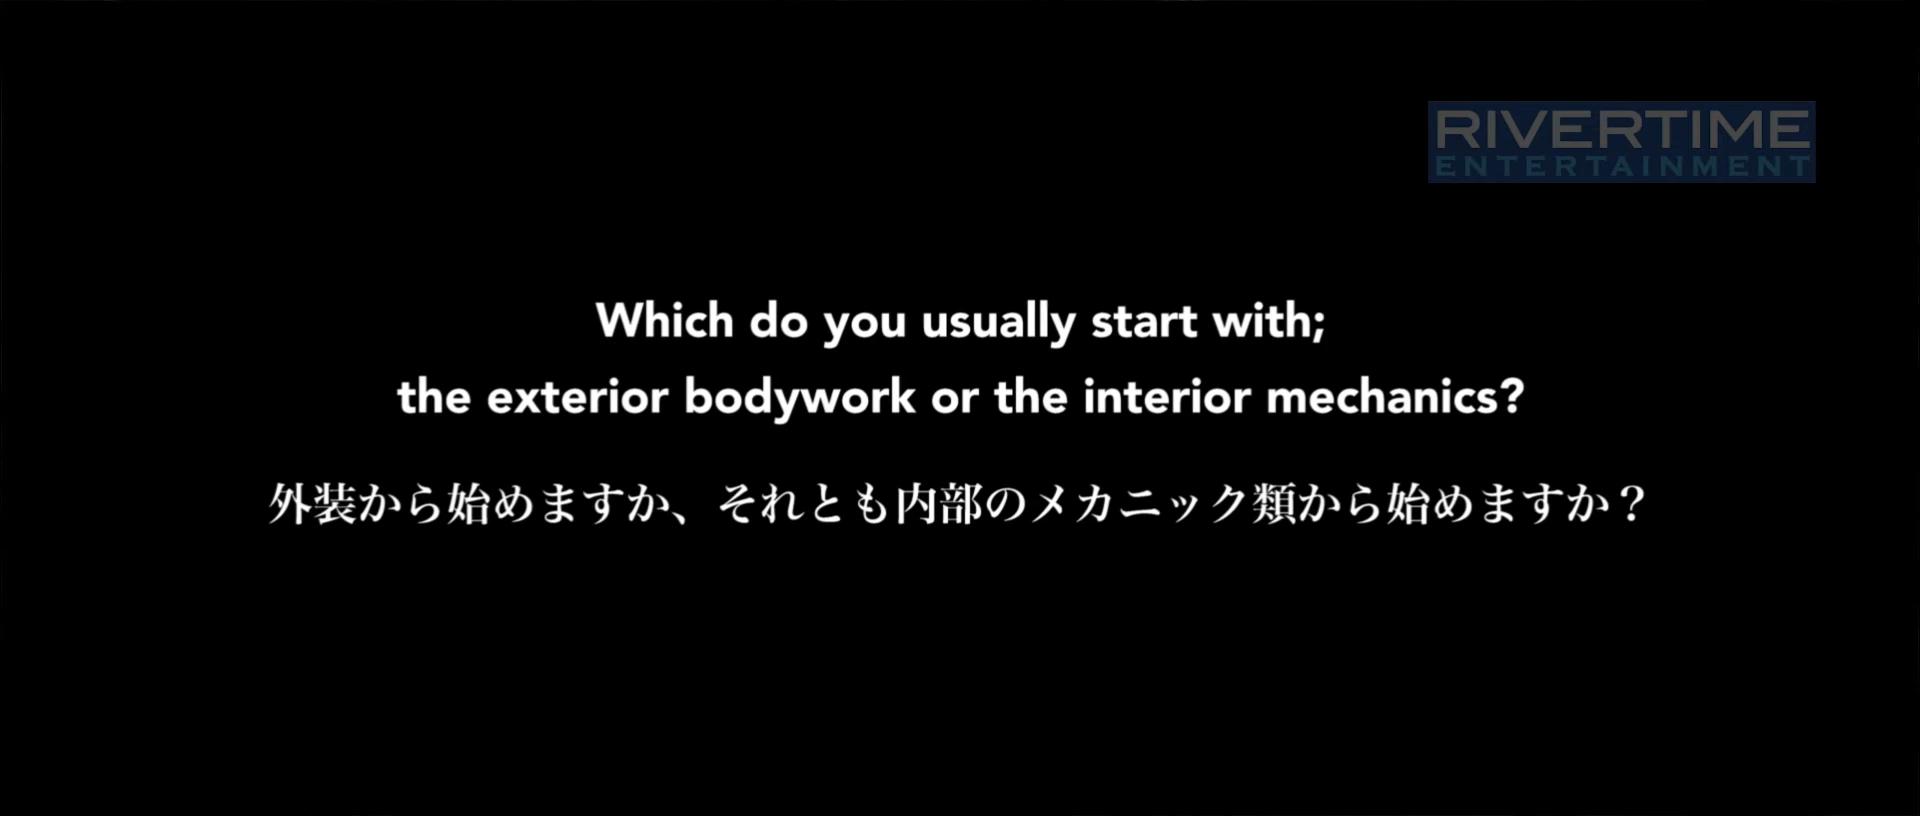 RIVERTIME
ENTERTAINMENT
Which do you usually start with;
the exterior bodywork or the interior mechanics?
外装から始めますか、それとも内部のメカニック類から始めますか？